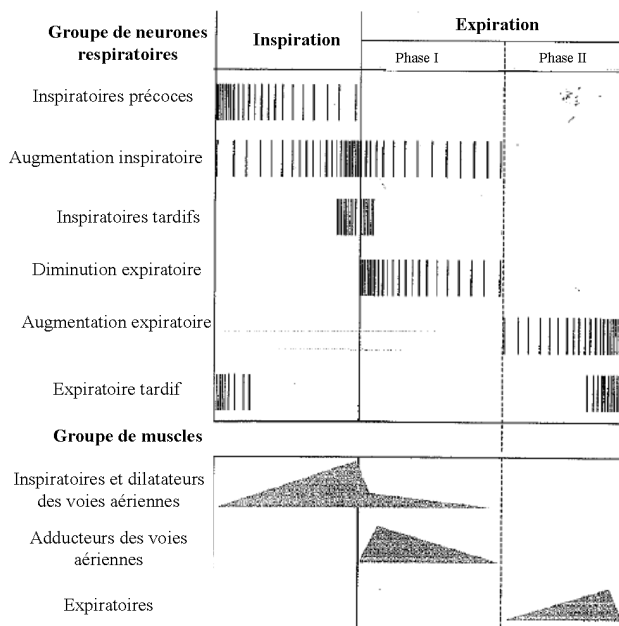 Groupe de neurones
respiratoires
Inspiration
Expiration
Phase I
Phase II
Inspiratoires précoces
Augmentation inspiratoire
Inspiratoires tardifs
Diminution expiratoire
Augmentation expiratoire
Expiratoire tardif
Groupe de muscles
Inspiratoires et dilatateurs
des voies aériennes
Adducteurs des voies
aériennes
Expiratoires